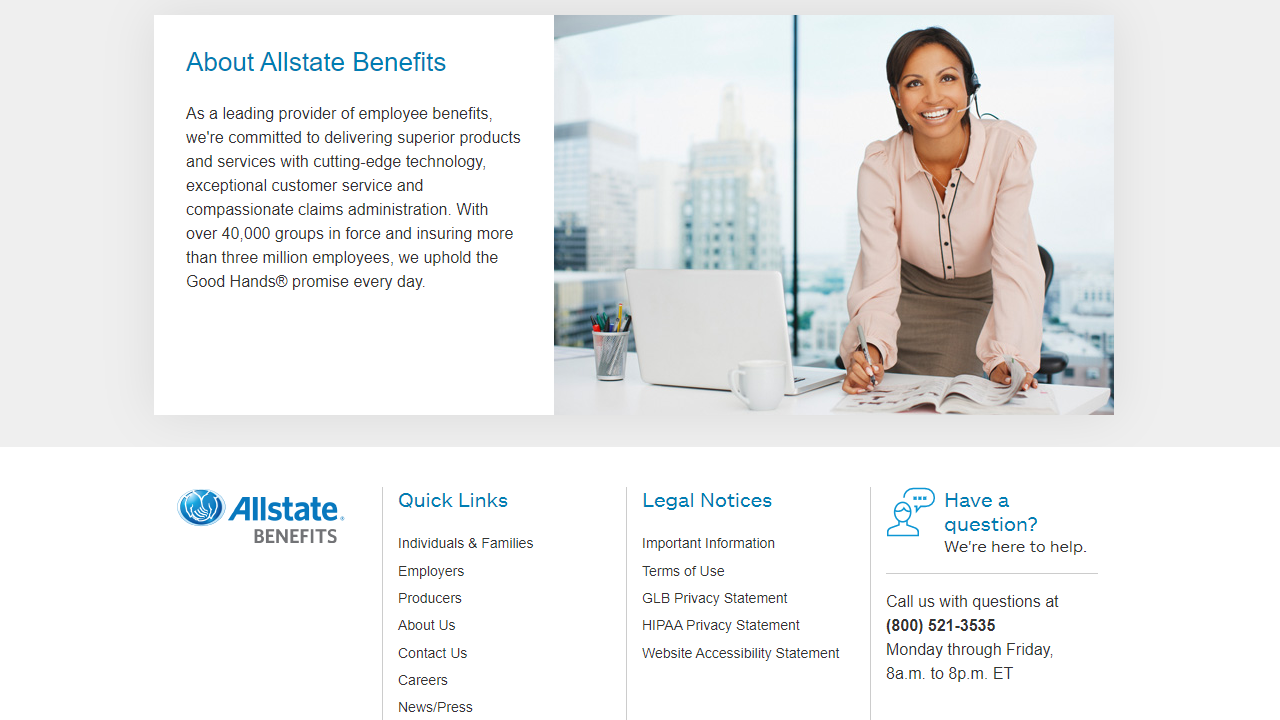 About Allstate Benefits
As a leading provider of employee benefits,
we're committed to delivering superior products
and services with cutting-edge technology,
exceptional customer service and
compassionate claims administration. With
over 40,000 groups in force and insuring more
than three million employees, we uphold the
Good Hands® promise every day.
Allstate®
BENEFITS
Quick Links
Individuals & Families
Employers
Producers
About Us
Contact Us
Careers
News/Press
Legal Notices
Important Information
Terms of Use
GLB Privacy Statement
HIPAA Privacy Statement
Website Accessibility Statement
Have a
question?
We're here to help.
Call us with questions at
(800) 521-3535
Monday through Friday,
8a.m. to 8p.m. ET